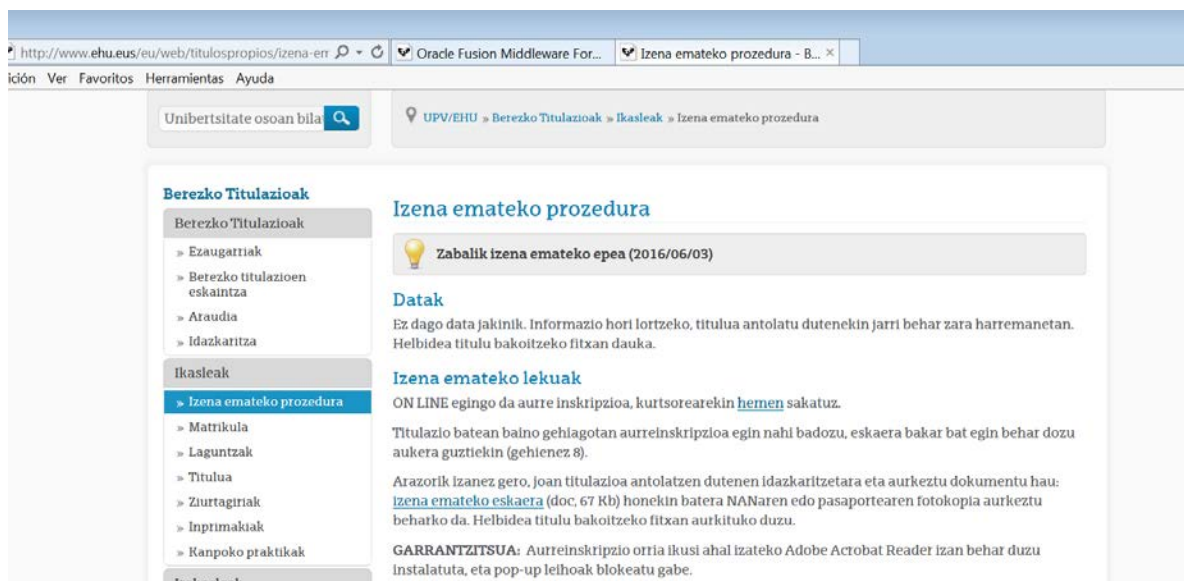 http://www.ehu.eus/eu/web/titulospropios/izena-em
Oracle Fusion Middleware For...
Izena emateko prozedura - B... ×
ición Ver Favoritos Herramientas Ayuda
Unibertsitate osoan bila
UPV/EHU » Berezko Titulazioak » Ikasleak » Izena emateko prozedura
Berezko Titulazioak
Berezko Titulazioak
» Ezaugarriak
» Berezko titulazioen
eskaintza
» Araudia
» Idazkaritza
Ikasleak
» Izena emateko prozedura
» Matrikula
» Laguntzak
» Titulua
» Ziurtagiriak
» Inprimakiak
» Kanpoko praktikak
Izena emateko prozedura
Zabalik izena emateko epea (2016/06/03)
Datak
Ez dago data jakinik. Informazio hori lortzeko, titulua antolatu dutenekin jarri behar zara harremanetan.
Helbidea titulu bakoitzeko fitxan dauka.
Izena emateko lekuak
ON LINE egingo da aurre inskripzioa, kurtsorearekin hemen sakatuz.
Titulazio batean baino gehiagotan aurreinskripzioa egin nahi badozu, eskaera bakar bat egin behar dozu
aukera guztiekin (gehienez 8).
Arazorik izanez gero, joan titulazioa antolatzen dutenen idazkaritzetara eta aurkeztu dokumentu hau:
izena emateko eskaera (doc, 67 Kb) honekin batera NANaren edo pasaportearen fotokopia aurkeztu
beharko da. Helbidea titulu bakoitzeko fitxan aurkituko duzu.
GARRANTZITSUA: Aurreinskripzio orria ikusi ahal izateko Adobe Acrobat Reader izan behar duzu
instalatuta, eta pop-up leihoak blokeatu gabe.